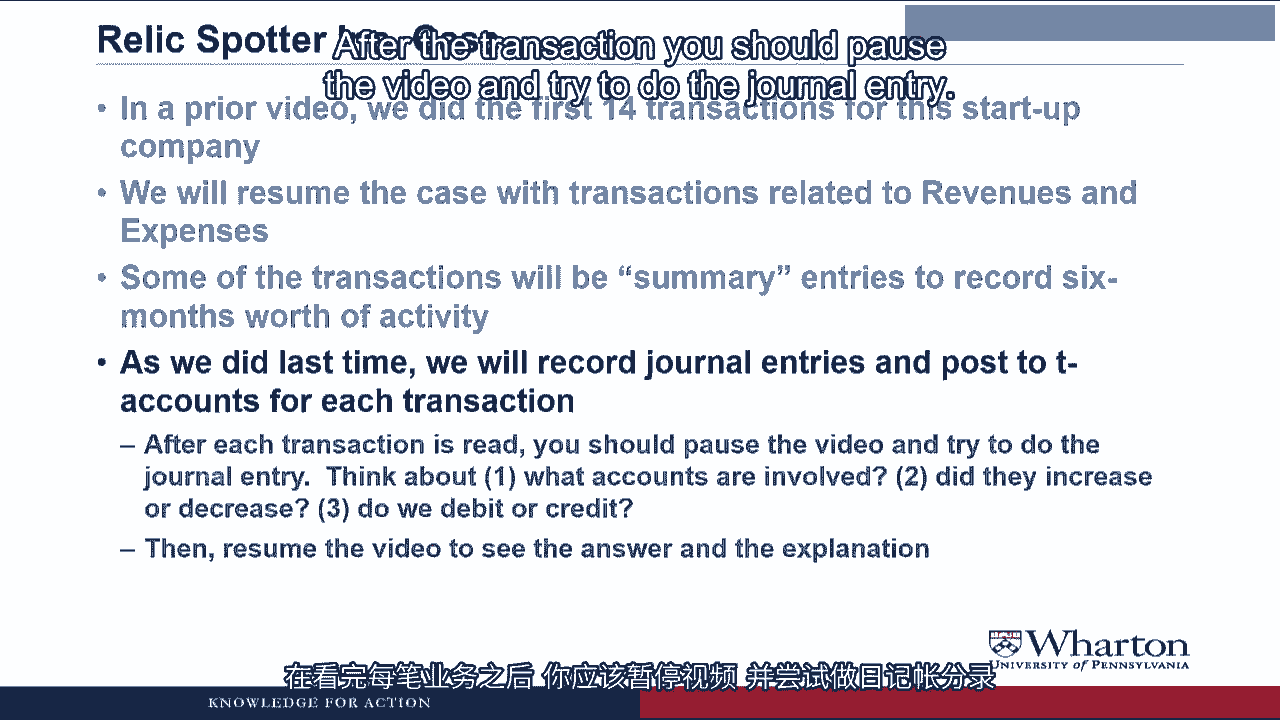 Relic Spotter
After the transaction you should pause
the video and try to do the journal entry.
• In a prior video, we did the first 14 transactions for this start-up
company
• We will resume the case with transactions related to Revenues and
Expenses
• Some of the transactions will be “summary” entries to record six-
months worth of activity
• As we did last time, we will record journal entries and post to t-
accounts for each transaction
– After each transaction is read, you should pause the video and try to do the
journal entry. Think about (1) what accounts are involved? (2) did they increase
or decrease? (3) do we debit or credit?
– Then, resume the video to see the answer and the explanation
Wharton
UNIVERSITY of PENNSYLVANIA
在看完每笔业务之后 你应该暂停视频 并尝试做日记帐分录
KNOWLEDGE FOR ACTION